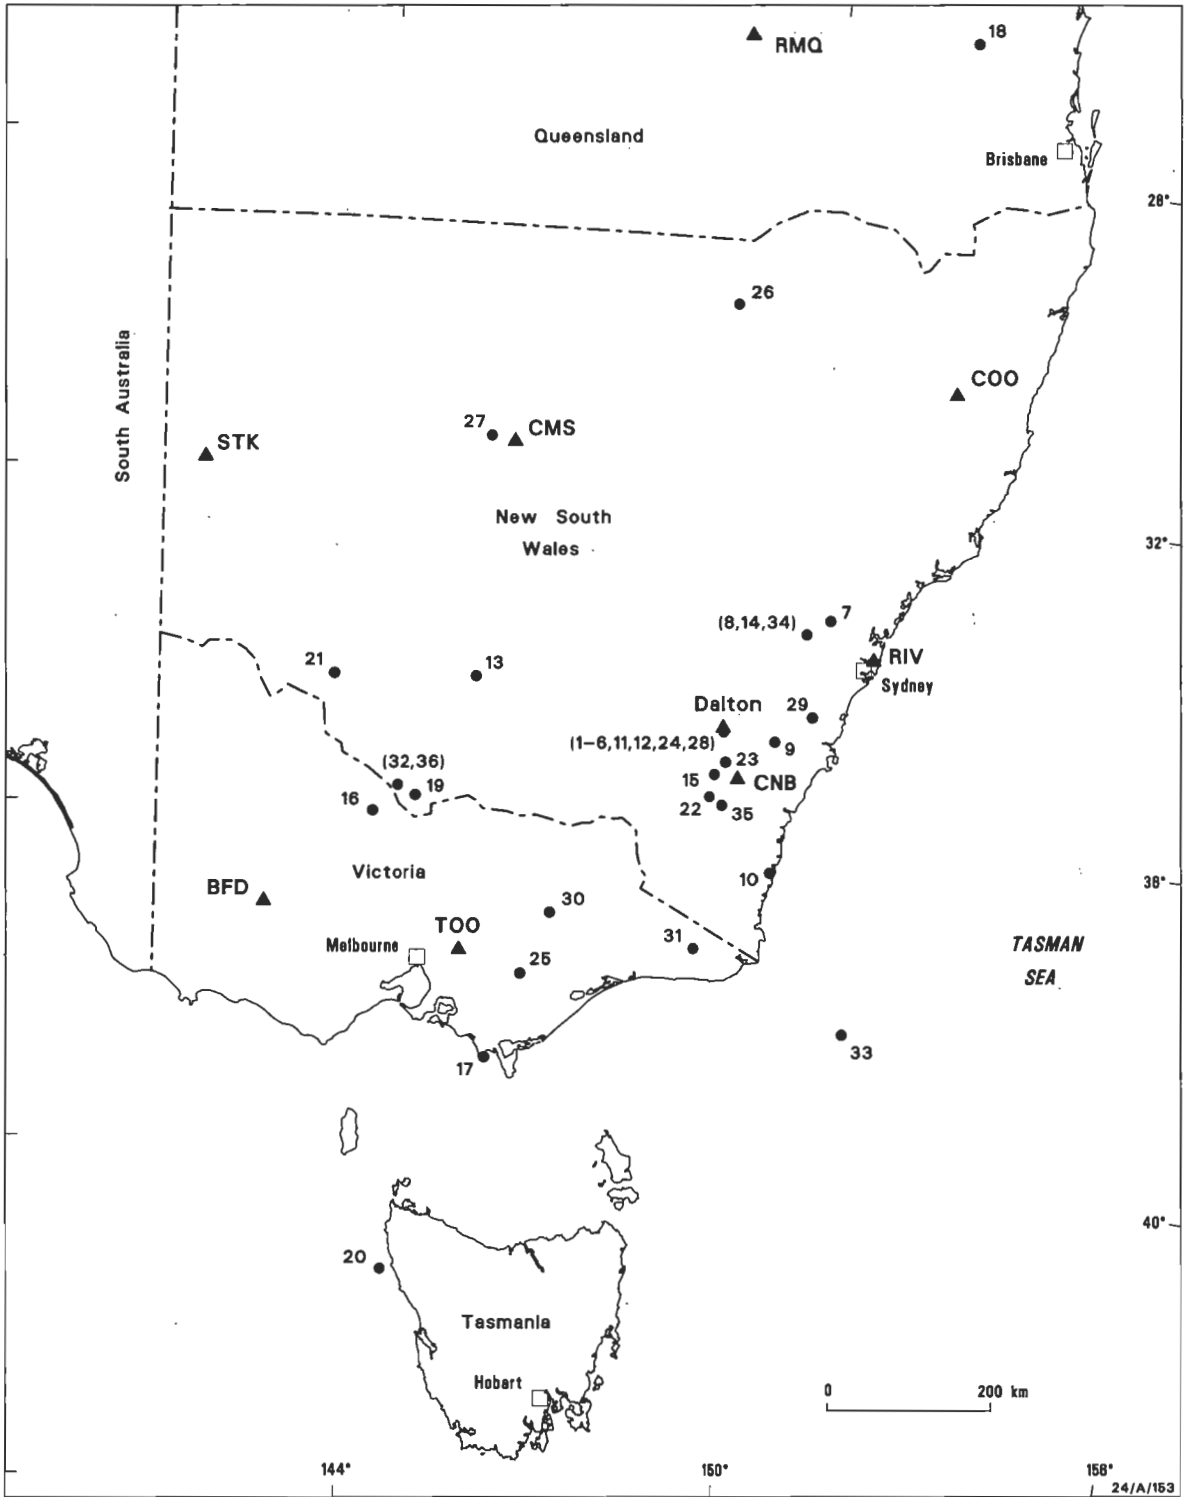 18
RMQ
Queensland
Brisbane
28°
26
South Australia
COO
27
CMS
STK
New South
Wales
32°
7
(8,14,34)
21
13
RIV
Sydney
Dalton
29
(1–6,11,12,24,28)
9
23
15
CNB
(32,36)
19
16
22
35
Victoria
10
38°
BFD
30
TOO
Melbourne
31
25
TASMAN
SEA
33
17
40°
20
Tasmania
Hobart
0
200 km
144°
150°
156°
24/A/153